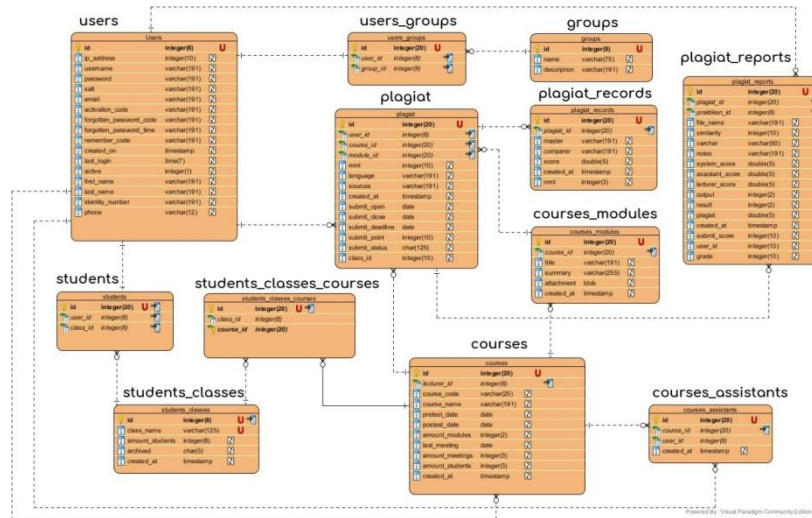 users
Users
id integer(8) U
ip_address integer(10) N
username varchar(191) N
password varchar(191) N
salt varchar(191) N
email varchar(191) N
activation_code varchar(191) N
forgotten_password_code varchar(191) N
forgotten_password_time varchar(191) N
remember_code varchar(191) N
created_on timestamp N
last_login time(7) N
active integer(1) N
first_name varchar(191) N
last_name varchar(191) N
identity_number varchar(191) N
phone varchar(12) N
users_groups
users_groups
id integer(20) U
user_id integer(8)
group_id integer(8)
groups
groups
id integer(8) U
name varchar(75) N
description varchar(191) N
plagiat_reports
plagiat_reports
id integer(20) U
plagiat_id integer(20)
praktikan_id integer(8)
file_name varchar(191) N
similarity integer(10) N
varchar varchar(50) N
notes varchar(191) N
system_score double(5) N
assistant_score double(5) N
lerturer_score double(5) N
output integer(2) N
result integer(2) N
plagiat double(5) N
created_at timestamp N
submit_score integer(10) N
user_id integer(10) N
grade integer(10) N
plagiat
plagiat
id integer(20) U
user_id integer(8)
course_id integer(20)
module_id integer(20)
mml integer(10) N
language varchar(191) N
sources varchar(191) N
created_at timestamp N
submit_open date N
submit_close date N
submit_deadline date N
submit_point integer(10) N
submit_status char(125) N
class_id integer(10) N
plagiat_records
plagiat_records
id integer(20) U
plagiat_id integer(20)
master varchar(191) N
comparer varchar(191) N
score double(5) N
created_at timestamp N
mml integer(3) N
courses_modules
courses_modules
id integer(20) U
course_id integer(20)
title varchar(191) N
summary varchar(255) N
attachment blob N
created_at timestamp N
students
students
id integer(20) U
user_id integer(8)
class_id integer(8)
students_classes_courses
students_classes_courses
id integer(20) U
class_id integer(8)
course_id integer(20)
students_classes
students_classes
id integer(8) U
class_name varchar(125) U
amount_students integer(6) N
archived char(5) N
created_at timestamp N
courses
courses
id integer(20) U
lecturer_id integer(8)
course_code varchar(25) N
course_name varchar(191) N
pretest_date date N
postest_date date N
amount_modules integer(2) N
last_meeting date N
amount_meetings integer(3) N
amount_students integer(3) N
created_at timestamp N
courses_assistants
courses_assistants
id integer(20) U
course_id integer(20)
user_id integer(8)
created_at timestamp N
Powered By Visual Paradigm Community Edition